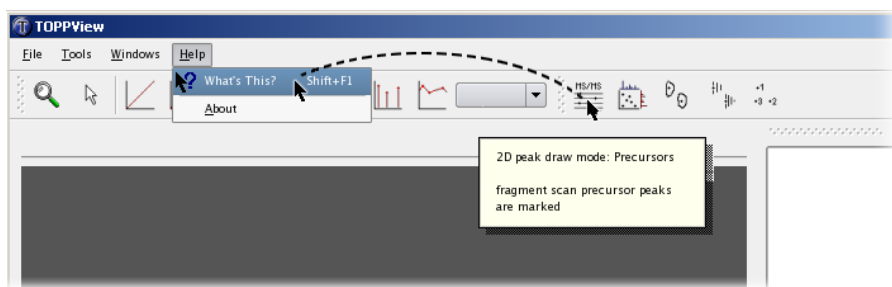 TOPPView
File Tools Windows Help
What's This? Shift+F1
About
MS/MS
+1
+3 +2
2D peak draw mode: Precursors
fragment scan precursor peaks
are marked